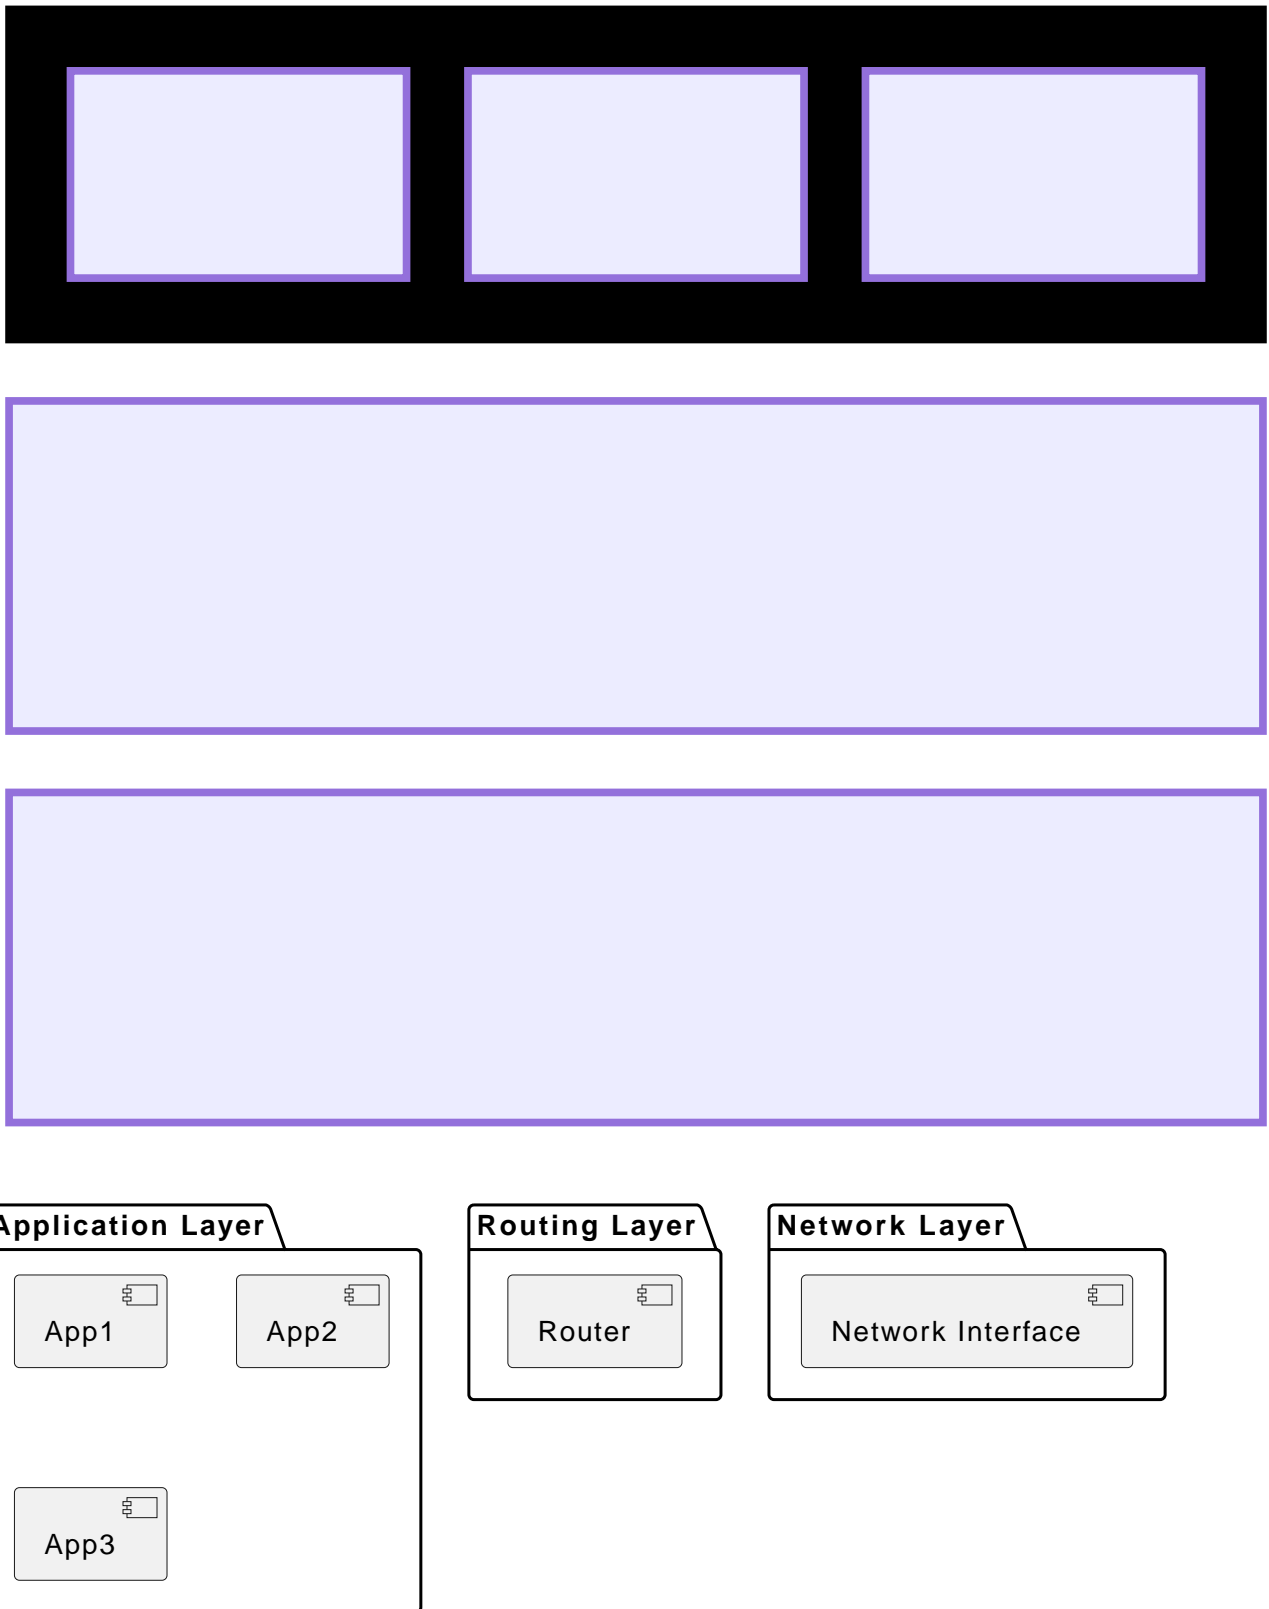 Application Layer
Routing Layer
Network Layer
App1
App2
Router
Network Interface
App3